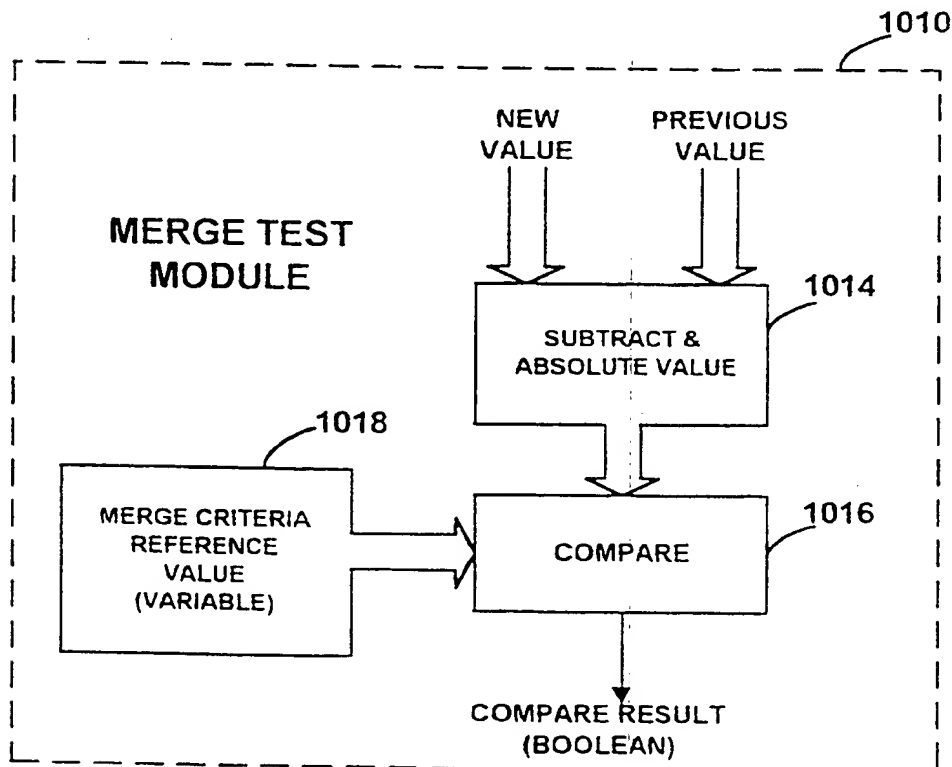 1010
NEW
VALUE
PREVIOUS
VALUE
MERGE TEST
MODULE
1014
SUBTRACT &
ABSOLUTE VALUE
1018
MERGE CRITERIA
REFERENCE
VALUE
(VARIABLE)
1016
COMPARE
COMPARE RESULT
(BOOLEAN)